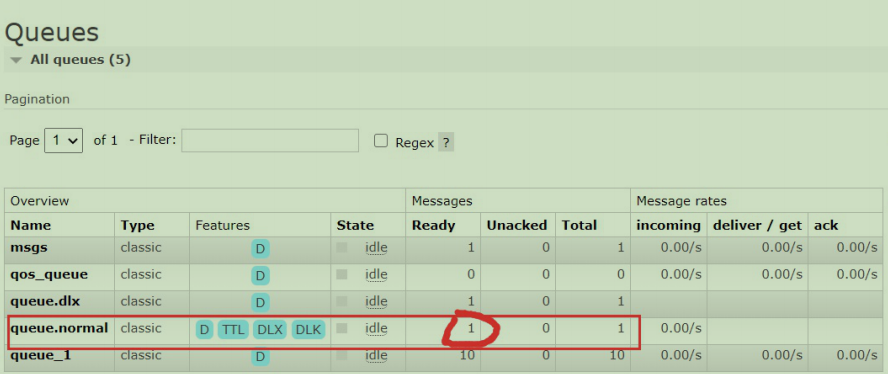 Queues
All queues (5)
Pagination
Page 1 of 1 - Filter: Regex ?
Overview Messages Message rates
Name Type Features State Ready Unacked Total incoming deliver / get ack
msgs classic D idle 1 0 1 0.00/s 0.00/s 0.00/s
qos_queue classic D idle 0 0 0 0.00/s 0.00/s 0.00/s
queue.dlx classic D idle 1 0 1
queue.normal classic D TTL DLX DLK idle 1 0 1 0.00/s
queue_1 classic D idle 10 0 10 0.00/s 0.00/s 0.00/s